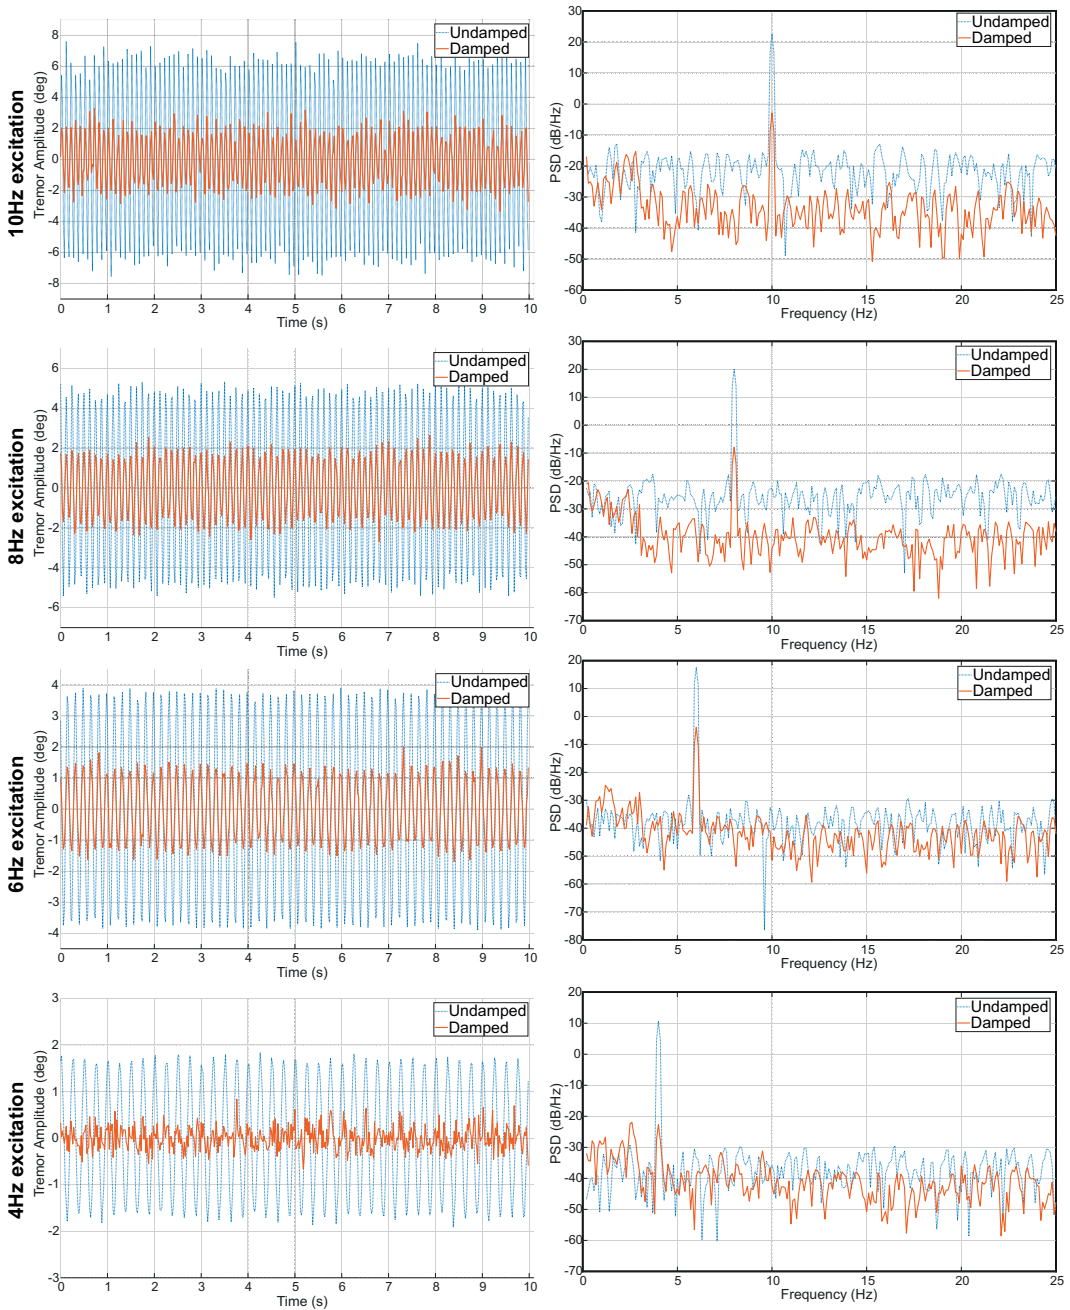 10Hz excitation
Tremor Amplitude (deg)
8
6
4
2
0
-2
-4
-6
-8
Undamped
Damped
0 1 2 3 4 5 6 7 8 9 10
Time (s)
PSD (dB/Hz)
30
20
10
0
-10
-20
-30
-40
-50
-60
Undamped
Damped
0 5 10 15 20 25
Frequency (Hz)
8Hz excitation
Tremor Amplitude (deg)
6
4
2
0
-2
-4
-6
Undamped
Damped
0 1 2 3 4 5 6 7 8 9 10
Time (s)
PSD (dB/Hz)
30
20
10
0
-10
-20
-30
-40
-50
-60
-70
Undamped
Damped
0 5 10 15 20 25
Frequency (Hz)
6Hz excitation
Tremor Amplitude (deg)
4
3
2
1
0
-1
-2
-3
-4
Undamped
Damped
0 1 2 3 4 5 6 7 8 9 10
Time (s)
PSD (dB/Hz)
20
10
0
-10
-20
-30
-40
-50
-60
-70
-80
Undamped
Damped
0 5 10 15 20 25
Frequency (Hz)
4Hz excitation
Tremor Amplitude (deg)
3
2
1
0
-1
-2
-3
Undamped
Damped
0 1 2 3 4 5 6 7 8 9 10
Time (s)
PSD (dB/Hz)
20
10
0
-10
-20
-30
-40
-50
-60
-70
Undamped
Damped
0 5 10 15 20 25
Frequency (Hz)